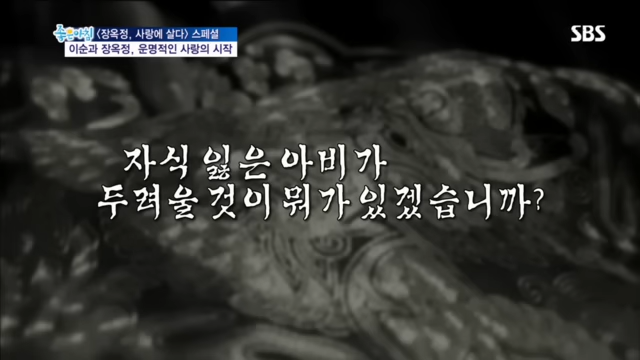 좋은아침
<장옥정, 사랑에 살다> 스페셜
이순과 장옥정, 운명적인 사랑의 시작
SBS
자식 잃은 아비가
두려울 것이 뭐가 있겠습니까?